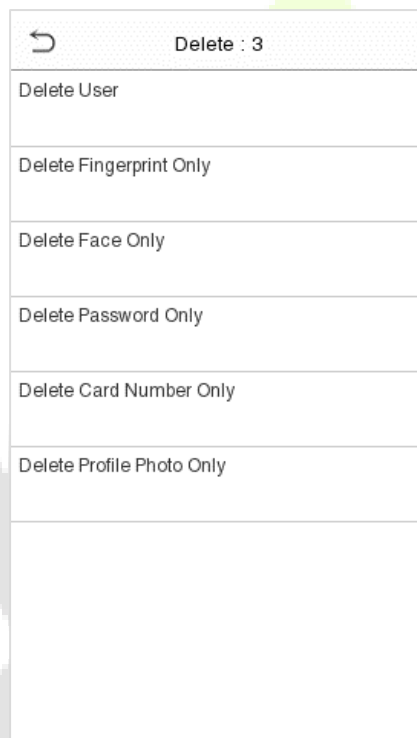 Delete : 3
Delete User
Delete Fingerprint Only
Delete Face Only
Delete Password Only
Delete Card Number Only
Delete Profile Photo Only